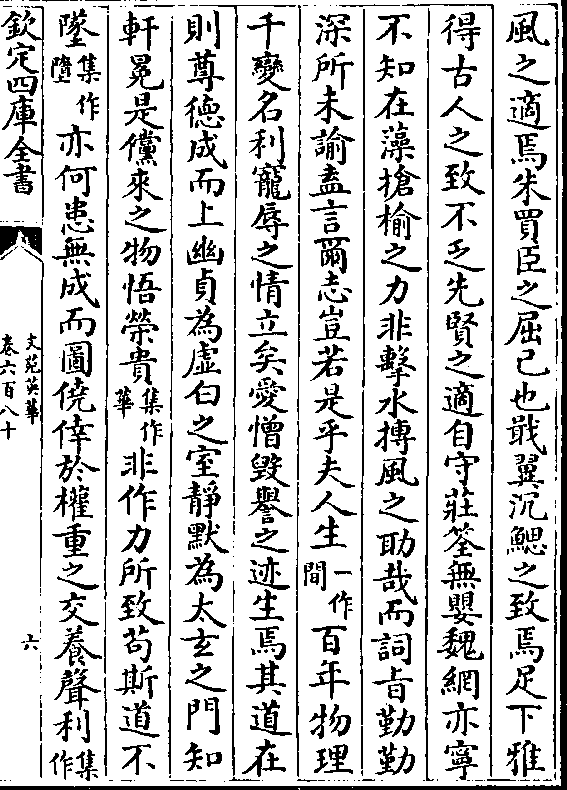 風之適焉朱買臣之屈已也戢翼沉鰓之致焉足下雅
得古人之致不乏先賢之適自守莊筌無嬰魏網亦寧
不知在藻搶榆之力非擊水摶風之助哉而詞旨勤勤
深所未諭盍言爾志豈若是乎夫人生一作間百年物理
千變名利寵辱之情立矣愛憎毀譽之迹生焉其道在
則尊德成而上幽貞為虛白之室靜默為太玄之門知
軒冕是儻來之物悟榮貴集作華非作力所致苟斯道不
墜集作墮亦何患無成而圖僥倖於權重之交養聲利集作
欽定四庫全書
文苑英華
卷六百八十
六